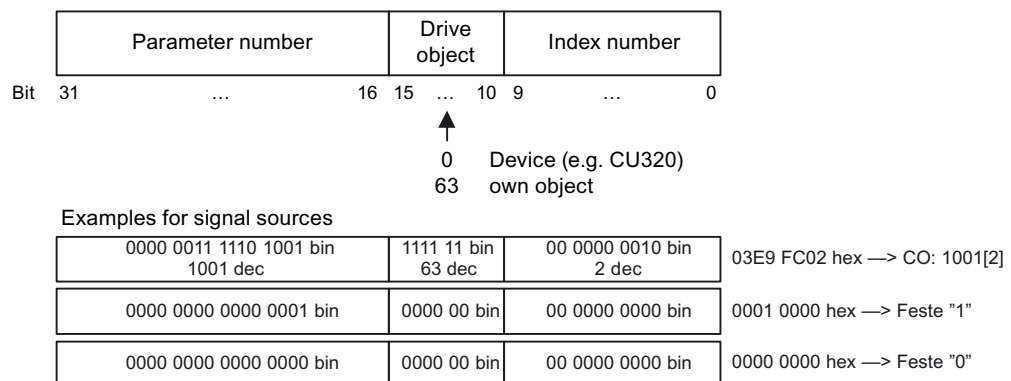 Parameter number Drive object Index number
Bit 31 … 16 15 … 10 9 … 0
0 Device (e.g. CU320)
63 own object
Examples for signal sources
0000 0011 1110 1001 bin 1111 11 bin 00 0000 0010 bin
1001 dec 63 dec 2 dec
03E9 FC02 hex —> CO: 1001[2]
0000 0000 0000 0001 bin 0000 00 bin 00 0000 0000 bin 0001 0000 hex —> Feste ”1”
0000 0000 0000 0000 bin 0000 00 bin 00 0000 0000 bin 0000 0000 hex —> Feste ”0”